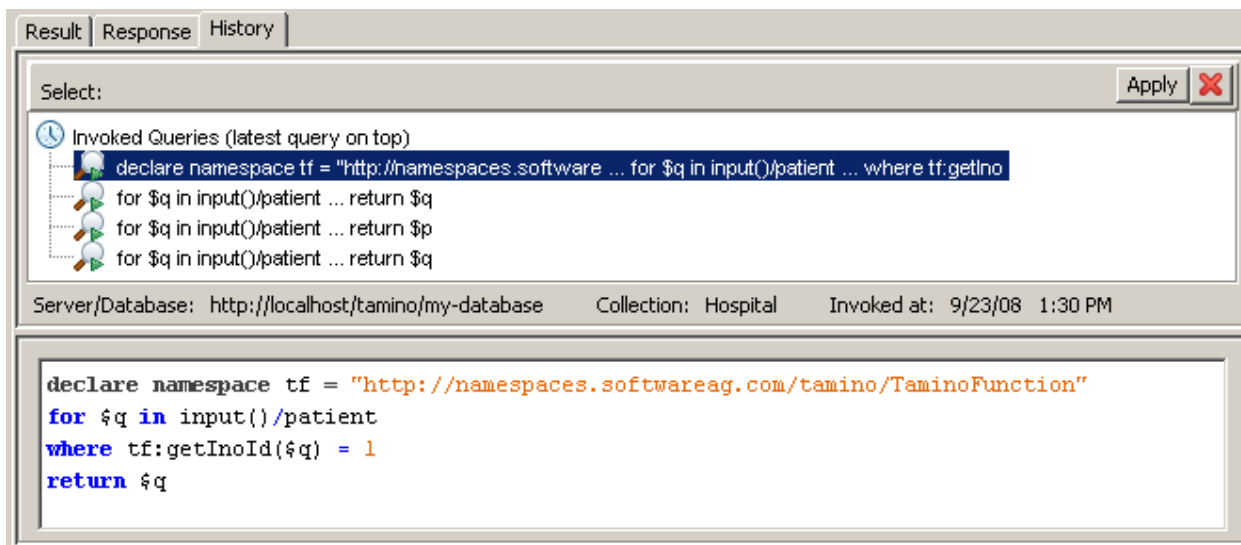 Result Response History
Select: Apply
Invoked Queries (latest query on top)
declare namespace tf = "http://namespaces.software ... for $q in input()/patient ... where tf:getIno
for $q in input()/patient ... return $q
for $q in input()/patient ... return $p
for $q in input()/patient ... return $q
Server/Database: http://localhost/tamino/my-database Collection: Hospital Invoked at: 9/23/08 1:30 PM
declare namespace tf = "http://namespaces.softwareag.com/tamino/TaminoFunction"
for $q in input()/patient
where tf:getInoId($q) = 1
return $q